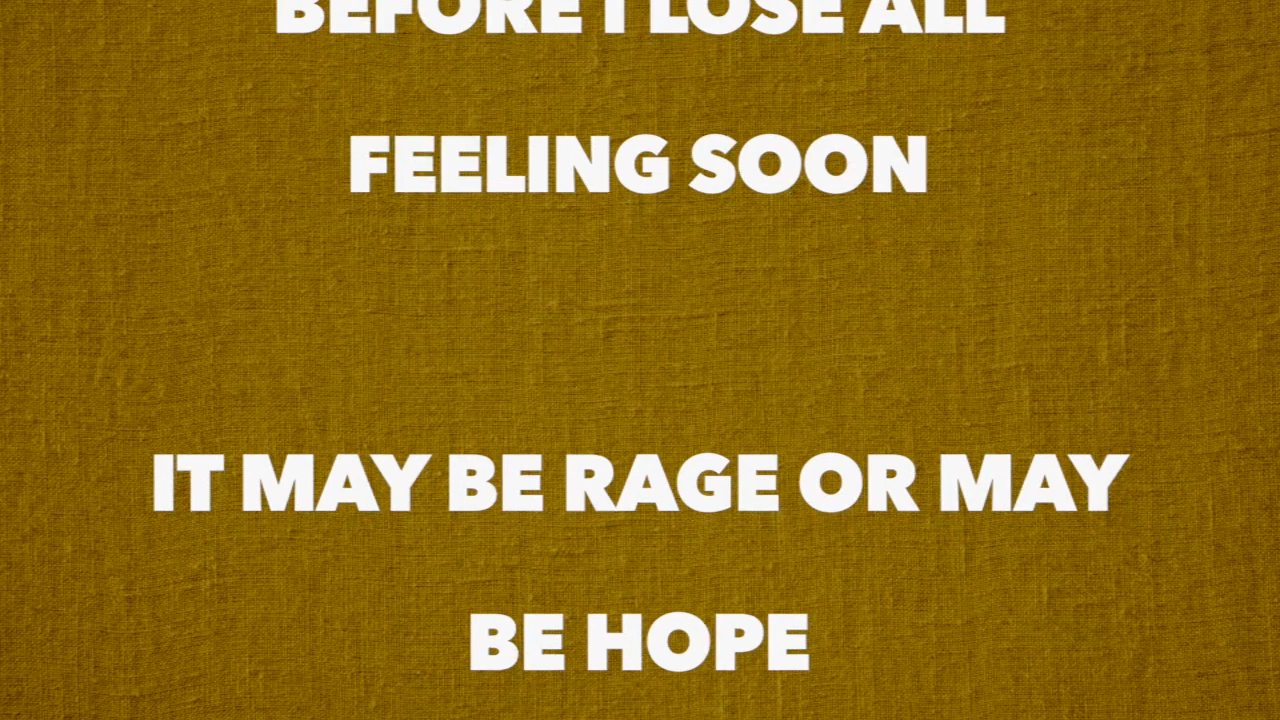 BEFORE I LOSE ALL
FEELING SOON
IT MAY BE RAGE OR MAY
BE HOPE